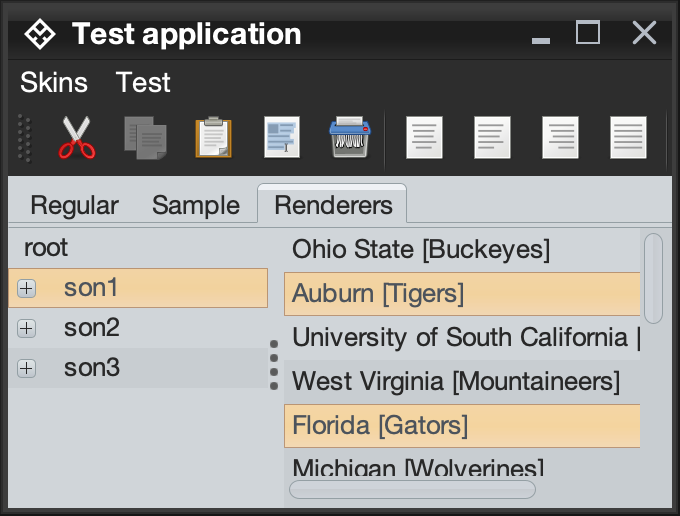 Test application
Skins Test
Regular Sample Renderers
root
son1
son2
son3
Ohio State [Buckeyes]
Auburn [Tigers]
University of South California [
West Virginia [Mountaineers]
Florida [Gators]
Michigan [Wolverines]